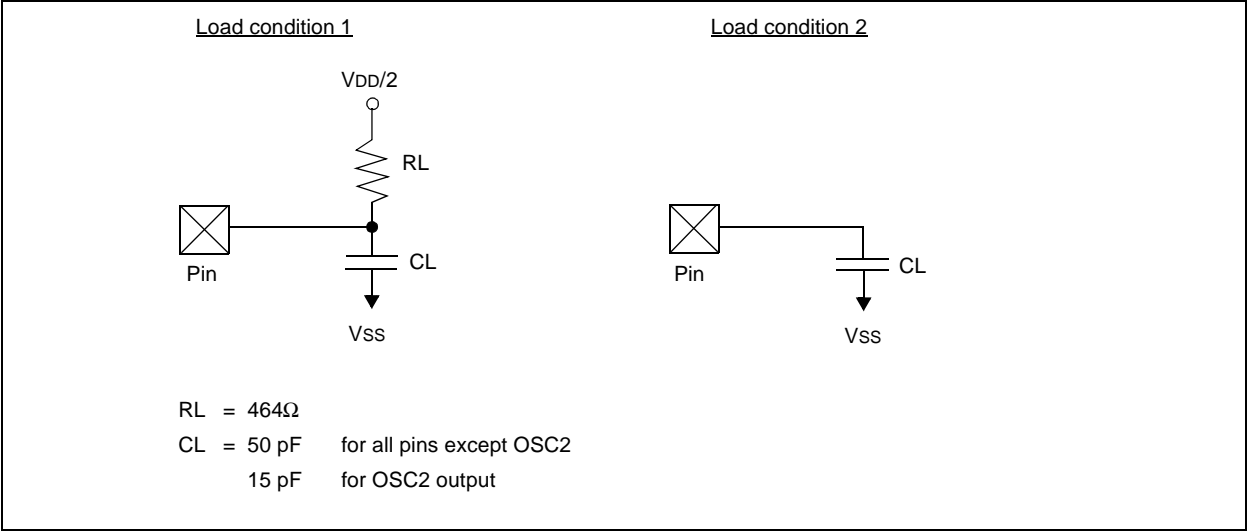 Load condition 1
Load condition 2
VDD/2
RL
Pin
CL
VSS
Pin
CL
VSS
RL = 464Ω
CL = 50 pF for all pins except OSC2
15 pF for OSC2 output